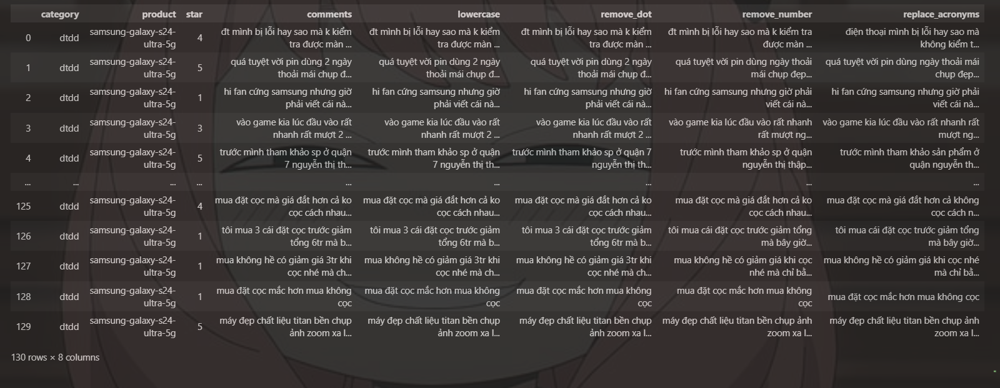 category product star comments lowercase remove_dot remove_number replace_acronyms
0 dtdd samsung-galaxy-s24- 4 đt mình bị lỗi hay sao mà k kiểm đt mình bị lỗi hay sao mà k kiểm đt mình bị lỗi hay sao mà k kiểm đt mình bị lỗi hay sao mà k kiểm tra điện thoại mình bị lỗi hay sao mà
ultra-5g tra được màn ... tra được màn ... tra được màn ... được màn ... không kiểm t...
1 dtdd samsung-galaxy-s24- 5 quá tuyệt vời pin dùng 2 ngày quá tuyệt vời pin dùng 2 ngày quá tuyệt vời pin dùng 2 ngày quá tuyệt vời pin dùng ngày thoải quá tuyệt vời pin dùng ngày thoải mái
ultra-5g thoải mái chụp đ... thoải mái chụp đ... thoải mái chụp đ... mái chụp đẹp... chụp đẹp...
2 dtdd samsung-galaxy-s24- 1 hi fan cứng samsung nhưng giờ hi fan cứng samsung nhưng giờ hi fan cứng samsung nhưng giờ hi fan cứng samsung nhưng giờ phải hi fan cứng samsung nhưng giờ phải
ultra-5g phải viết cái nà... phải viết cái nà... phải viết cái nà... viết cái nà... viết cái nà...
3 dtdd samsung-galaxy-s24- 3 vào game kia lúc đầu vào rất vào game kia lúc đầu vào rất vào game kia lúc đầu vào rất vào game kia lúc đầu vào rất nhanh vào game kia lúc đầu vào rất nhanh rất
ultra-5g nhanh rất mượt 2 ... nhanh rất mượt 2 ... nhanh rất mượt 2 ... rất mượt ng... mượt ng...
4 dtdd samsung-galaxy-s24- 5 trước mình tham khảo sp ở quận trước mình tham khảo sp ở quận trước mình tham khảo sp ở quận 7 trước mình tham khảo sp ở quận trước mình tham khảo sản phẩm ở
ultra-5g 7 nguyễn thị th... 7 nguyễn thị th... nguyễn thị th... nguyễn thị thập... quận nguyễn th...
... ... ... ... ... ... ... ... ...
125 dtdd samsung-galaxy-s24- 4 mua đặt cọc mà giá đắt hơn cả ko mua đặt cọc mà giá đắt hơn cả ko mua đặt cọc mà giá đắt hơn cả ko mua đặt cọc mà giá đắt hơn cả ko mua đặt cọc mà giá đắt hơn cả không
ultra-5g cọc cách nhau... cọc cách nhau... cọc cách nhau... cọc cách nhau... cọc cách n...
126 dtdd samsung-galaxy-s24- 1 tôi mua 3 cái đặt cọc trước giảm tôi mua 3 cái đặt cọc trước giảm tôi mua 3 cái đặt cọc trước giảm tôi mua cái đặt cọc trước giảm tổng tôi mua cái đặt cọc trước giảm tổng
ultra-5g tổng 6tr mà b... tổng 6tr mà b... tổng 6tr mà b... mà bây giờ... mà bây giờ...
127 dtdd samsung-galaxy-s24- 1 mua không hề có giảm giá 3tr khi mua không hề có giảm giá 3tr khi mua không hề có giảm giá 3tr khi mua không hề có giảm giá khi cọc mua không hề có giảm giá khi cọc nhé
ultra-5g cọc nhé mà ch... cọc nhé mà ch... cọc nhé mà ch... nhé mà chỉ bằ... mà chỉ bằ...
128 dtdd samsung-galaxy-s24- 1 mua đặt cọc mắc hơn mua không mua đặt cọc mắc hơn mua không mua đặt cọc mắc hơn mua không mua đặt cọc mắc hơn mua không mua đặt cọc mắc hơn mua không cọc
ultra-5g cọc cọc cọc cọc
129 dtdd samsung-galaxy-s24- 5 máy đẹp chất liệu titan bền chụp máy đẹp chất liệu titan bền chụp máy đẹp chất liệu titan bền chụp máy đẹp chất liệu titan bền chụp ảnh máy đẹp chất liệu titan bền chụp ảnh
ultra-5g ảnh zoom xa l... ảnh zoom xa l... ảnh zoom xa l... zoom xa l... zoom xa l...
130 rows × 8 columns